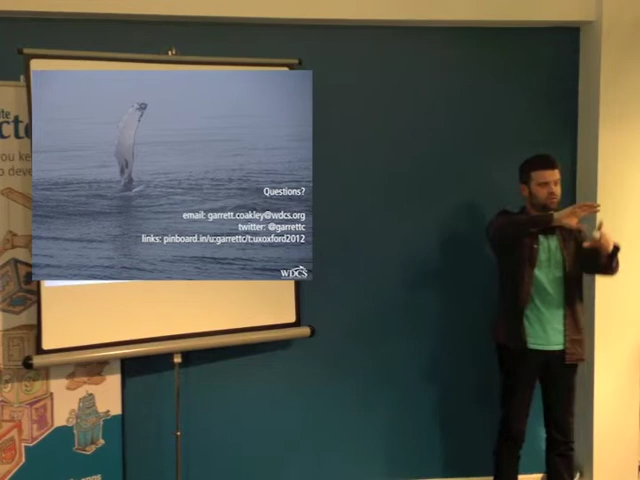 Questions?
email: garrett.coakley@wdcs.org
twitter: @garrettc
links: pinboard.in/u:garrettc/t:uxoxford2012
WDCS